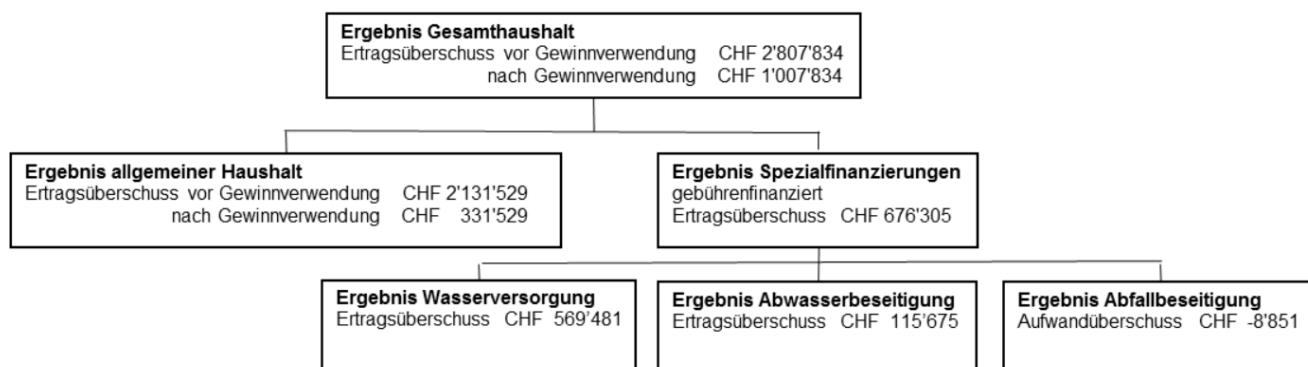 Ergebnis Gesamthaushalt
Ertragsüberschuss vor Gewinnverwendung CHF 2'807'834
nach Gewinnverwendung CHF 1'007'834
Ergebnis allgemeiner Haushalt
Ertragsüberschuss vor Gewinnverwendung CHF 2'131'529
nach Gewinnverwendung CHF 331'529
Ergebnis Spezialfinanzierungen
gebührenfinanziert
Ertragsüberschuss CHF 676'305
Ergebnis Wasserversorgung
Ertragsüberschuss CHF 569'481
Ergebnis Abwasserbeseitigung
Ertragsüberschuss CHF 115'675
Ergebnis Abfallbeseitigung
Aufwandüberschuss CHF -8'851